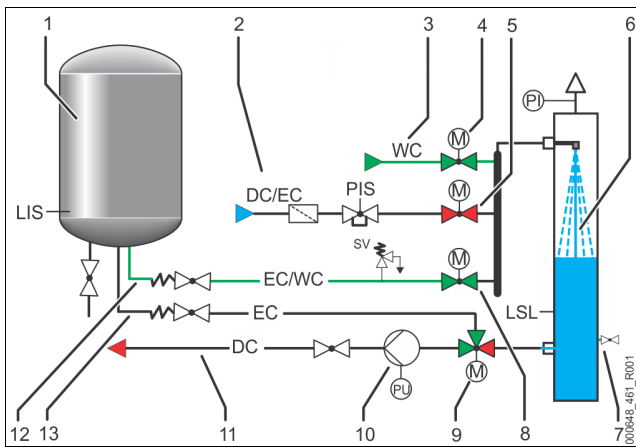 1
2
3
4
5
6
M
PI
WC
M
DC/EC
PIS
LIS
SV
M
EC/WC
EC
LSL
DC
PU
M
12
13
11
10
9
8
7
000648_461_R001